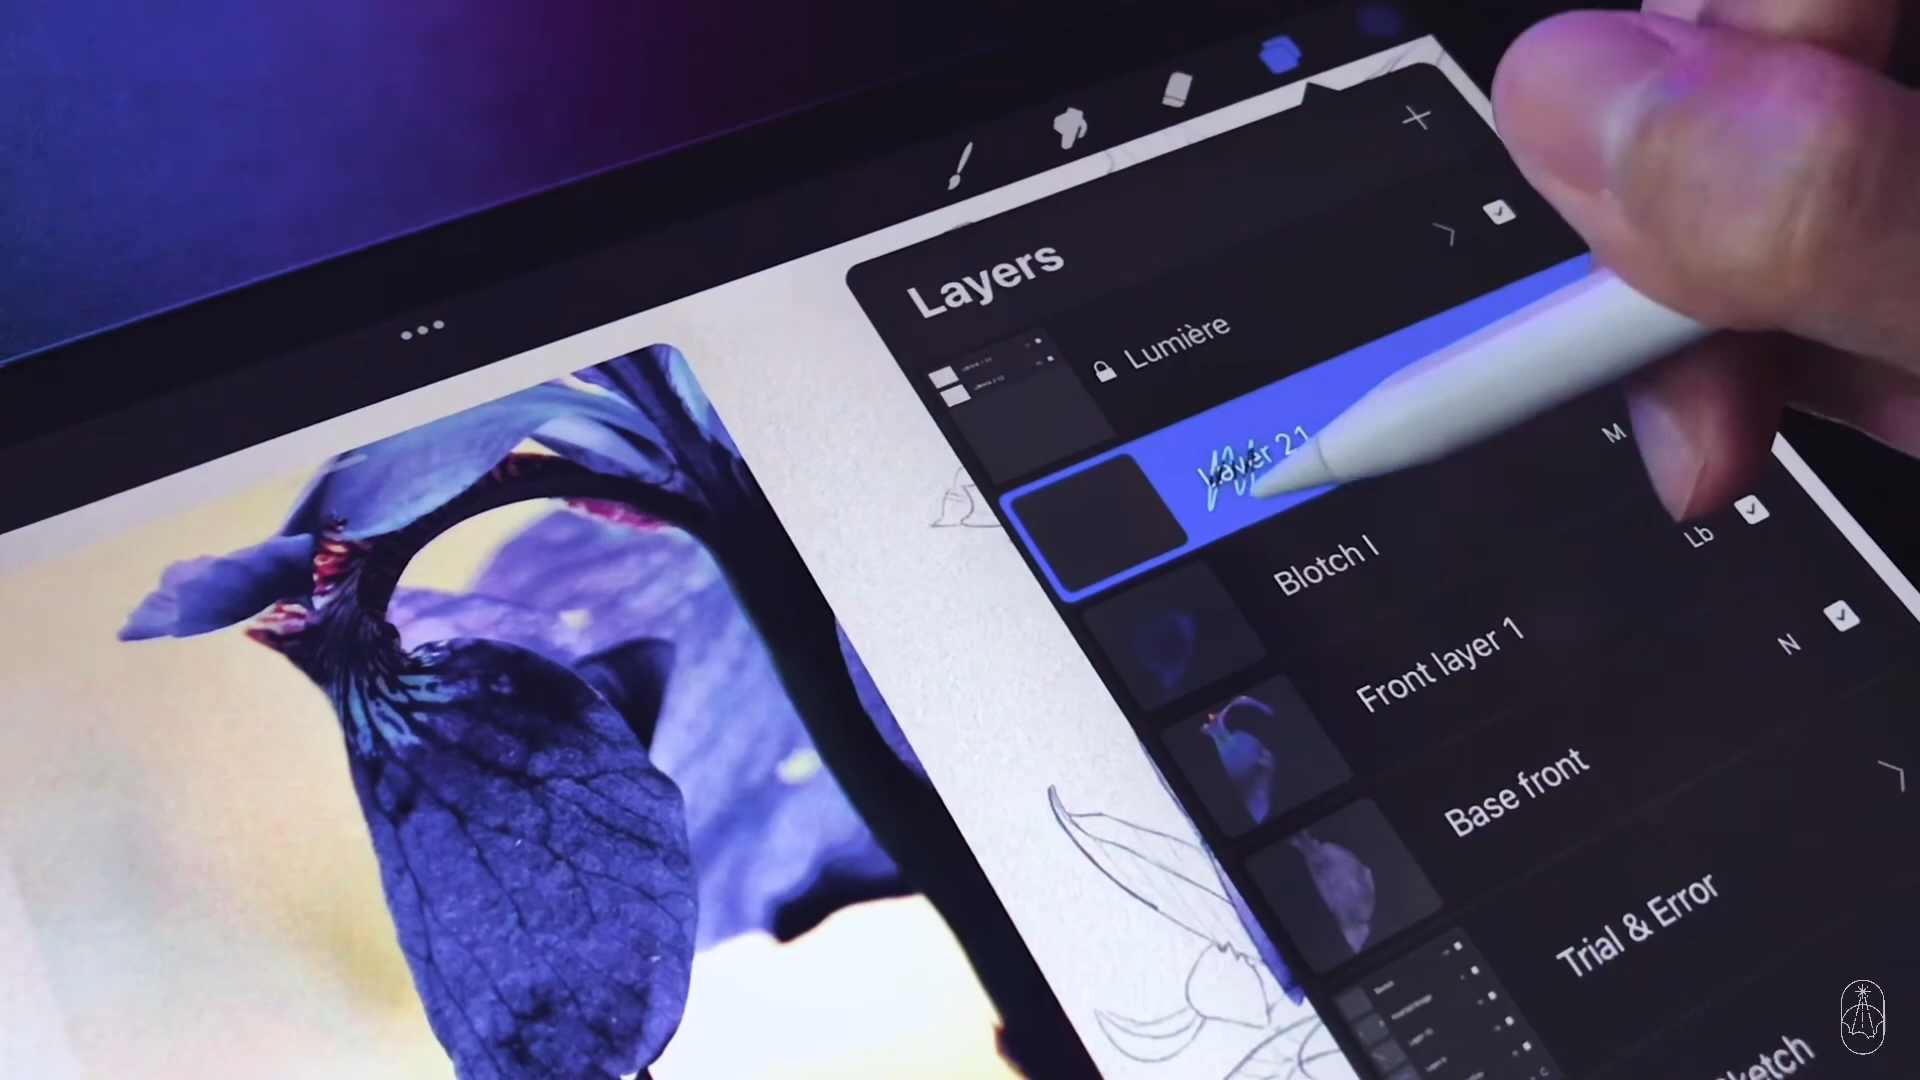 Layers
Lumière
Layer 21
M
Blotch I
Lb
Front layer 1
N
Base front
Trial & Error